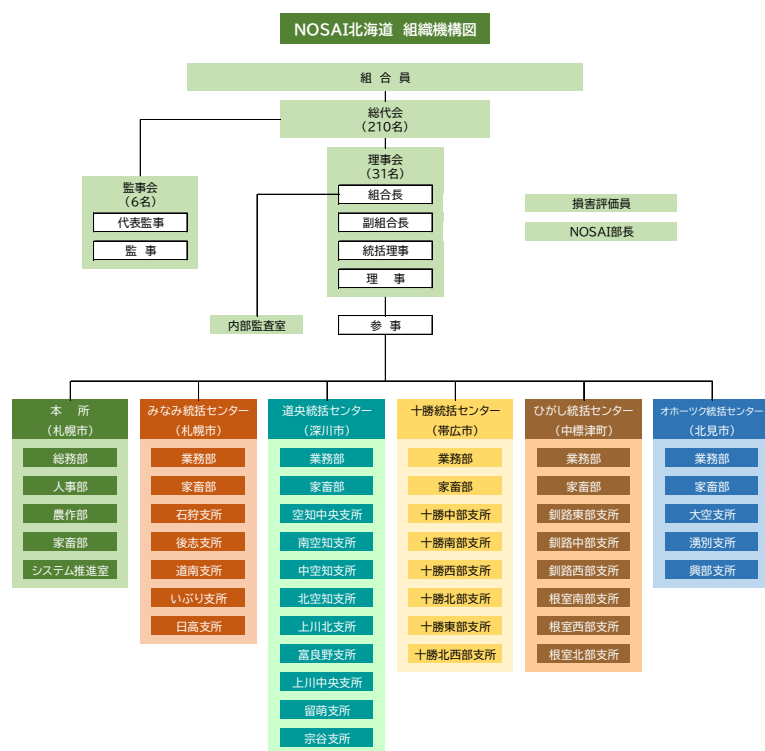 NOSAI北海道 組織機構図
組 合 員
総代会
（210名）
理事会
（31名）
組合長
副組合長
統括理事
理 事
監事会
（6名）
代表監事
監 事
損害評価員
NOSAI部長
内部監査室
参 事
本 所
（札幌市）
総務部
人事部
農作部
家畜部
システム推進室
みなみ統括センター
（札幌市）
業務部
家畜部
石狩支所
後志支所
道南支所
いぶり支所
日高支所
道央統括センター
（深川市）
業務部
家畜部
空知中央支所
南空知支所
中空知支所
北空知支所
上川北支所
富良野支所
上川中央支所
留萌支所
宗谷支所
十勝統括センター
（帯広市）
業務部
家畜部
十勝中部支所
十勝南部支所
十勝西部支所
十勝北部支所
十勝東部支所
十勝北西部支所
ひがし統括センター
（中標津町）
業務部
家畜部
釧路東部支所
釧路中部支所
釧路西部支所
根室南部支所
根室西部支所
根室北部支所
オホーツク統括センター
（北見市）
業務部
家畜部
大空支所
湧別支所
興部支所